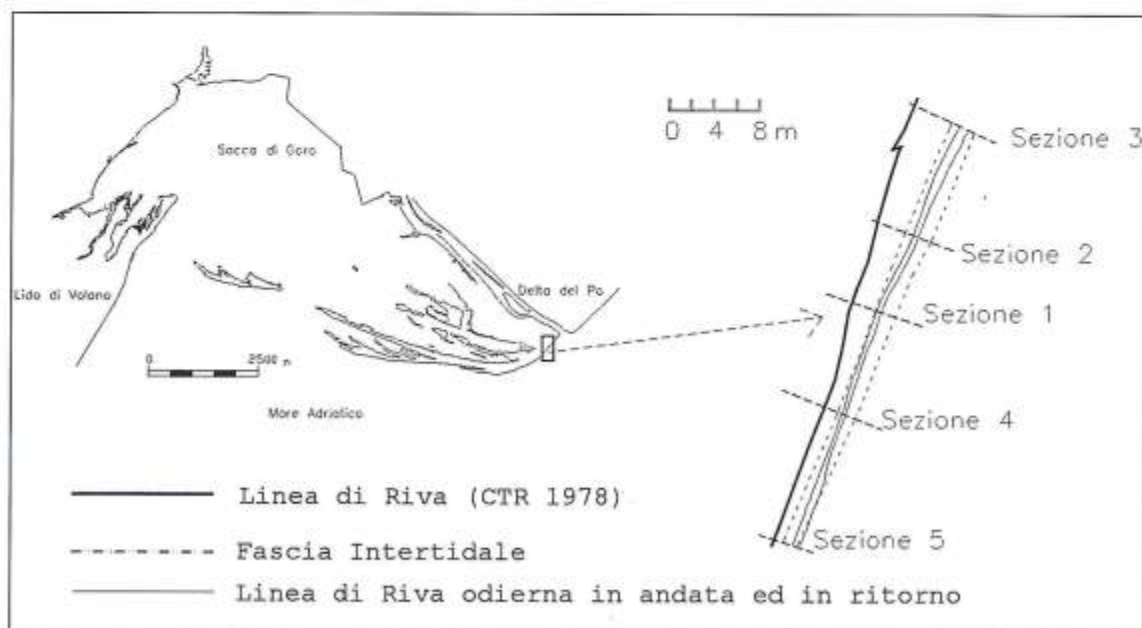 Sacca di Goro
Lido di Volano
Delta del Po
0 2500 m
Mare Adriatico
0 4 8 m
Sezione 3
Sezione 2
Sezione 1
Sezione 4
Sezione 5
Linea di Riva (CTR 1978)
Fascia Intertidale
Linea di Riva odierna in andata ed in ritorno